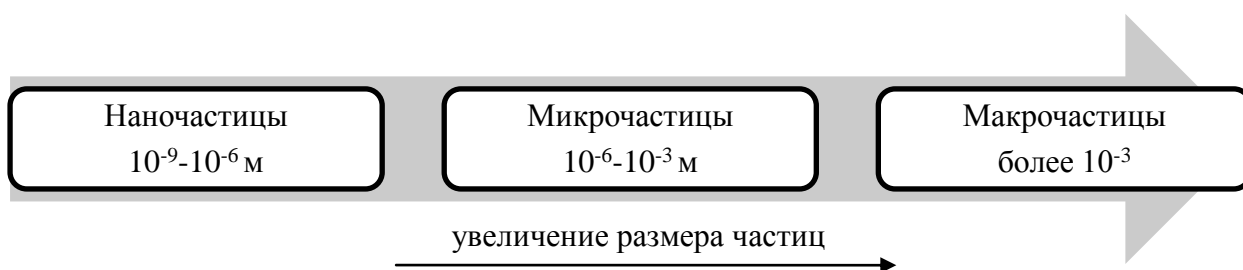 Наночастицы
10⁻⁹-10⁻⁶ м
Микрочастицы
10⁻⁶-10⁻³ м
Макрочастицы
более 10⁻³
увеличение размера частиц